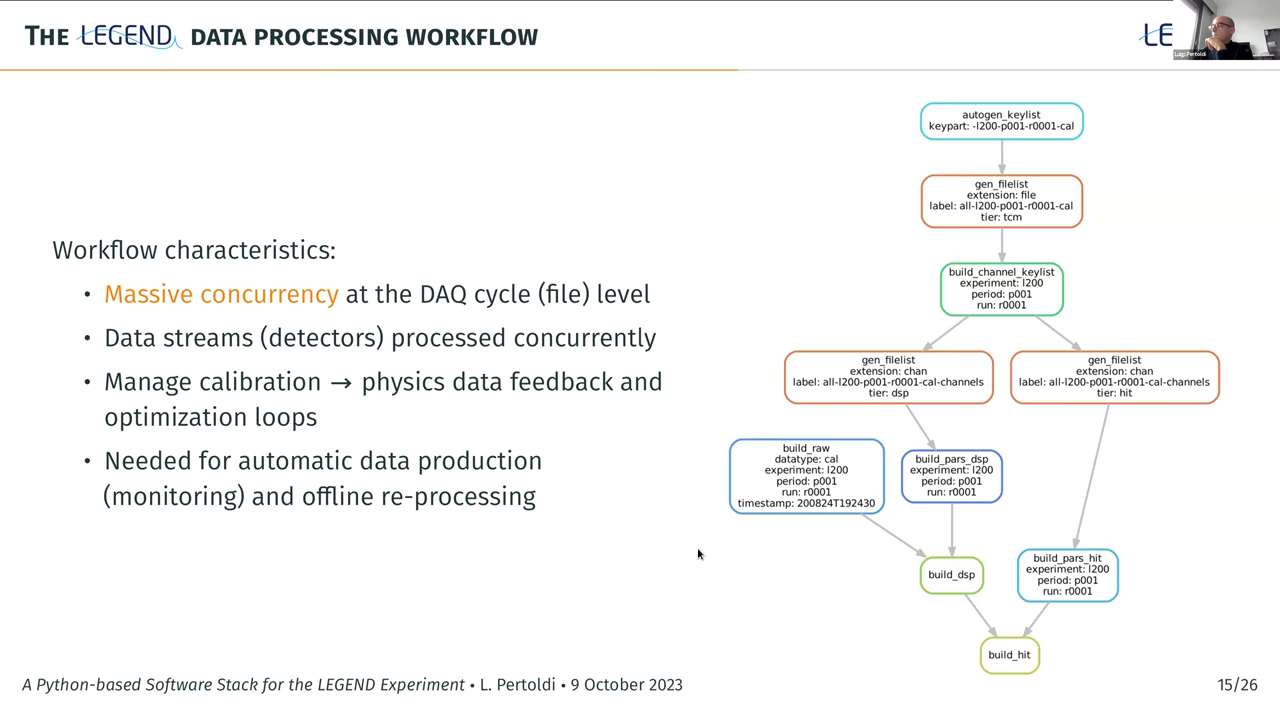 THE LEGEND DATA PROCESSING WORKFLOW
LE
Luigi Pertoldi
Workflow characteristics:
• Massive concurrency at the DAQ cycle (file) level
• Data streams (detectors) processed concurrently
• Manage calibration → physics data feedback and
optimization loops
• Needed for automatic data production
(monitoring) and offline re-processing
autogen_keylist
keypart: -l200-p001-r0001-cal
gen_filelist
extension: file
label: all-l200-p001-r0001-cal
tier: tcm
build_channel_keylist
experiment: l200
period: p001
run: r0001
gen_filelist
extension: chan
label: all-l200-p001-r0001-cal-channels
tier: dsp
gen_filelist
extension: chan
label: all-l200-p001-r0001-cal-channels
tier: hit
build_raw
datatype: cal
experiment: l200
period: p001
run: r0001
timestamp: 200824T192430
build_pars_dsp
experiment: l200
period: p001
run: r0001
build_dsp
build_pars_hit
experiment: l200
period: p001
run: r0001
build_hit
A Python-based Software Stack for the LEGEND Experiment • L. Pertoldi • 9 October 2023
15/26